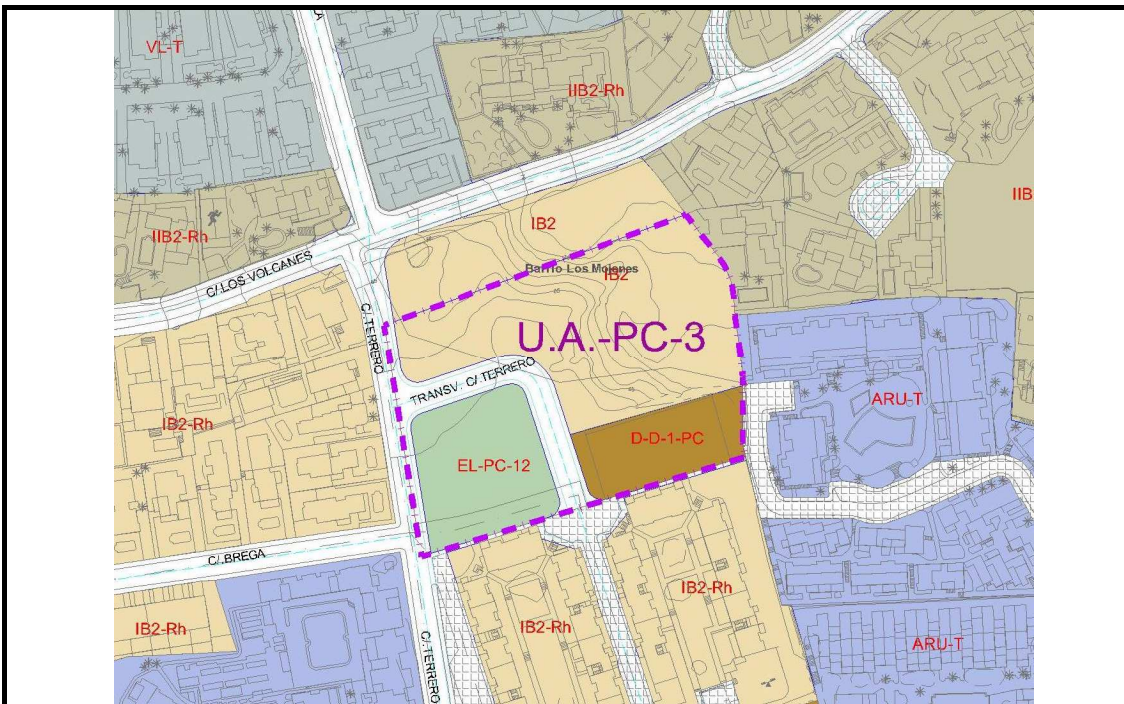 VL-T
A
IIB2-Rh
IIB
IB2
IIB2-Rh
C/.LOS VOLCANES
Barrio Los Mojenes
IB2
C/. TERRERO
U.A.-PC-3
TRANSV. C/ TERRERO
ARU-T
IB2-Rh
D-D-1-PC
EL-PC-12
C/.BREGA
IB2-Rh
IB2-Rh
IB2-Rh
ARU-T
C/.TERRERO